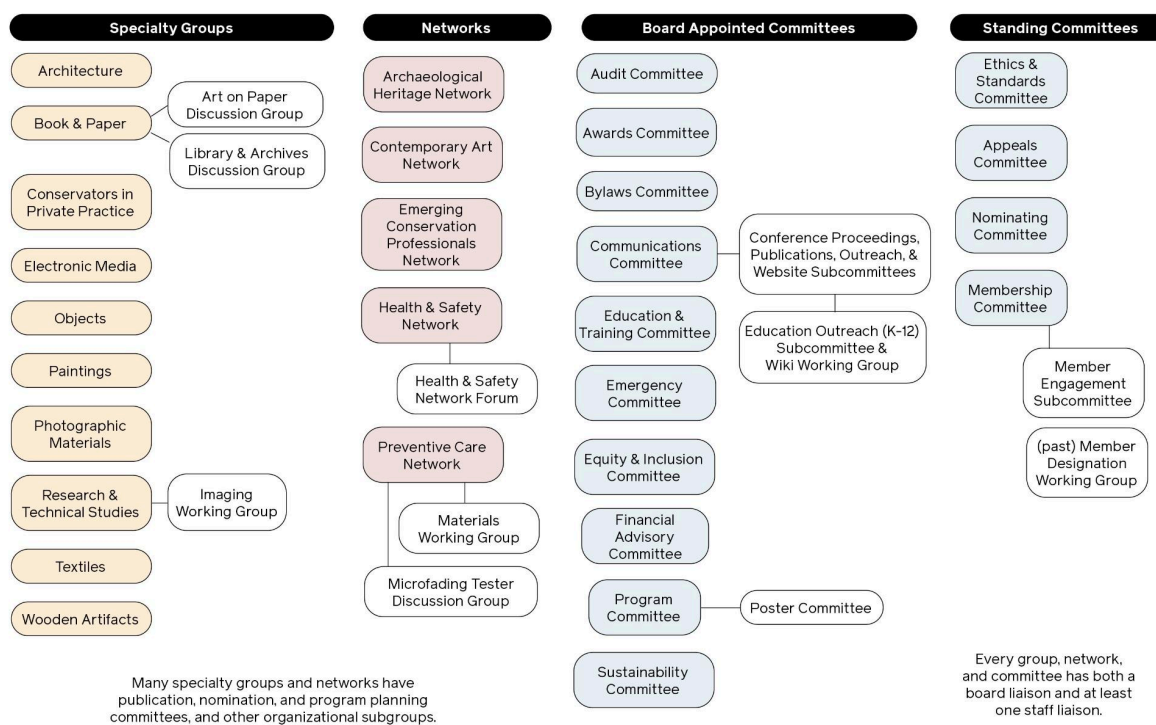 Specialty Groups
Architecture
Book & Paper
Art on Paper
Discussion Group
Library & Archives
Discussion Group
Conservators in
Private Practice
Electronic Media
Objects
Paintings
Photographic
Materials
Research &
Technical Studies
Imaging
Working Group
Textiles
Wooden Artifacts
Many specialty groups and networks have
publication, nomination, and program planning
committees, and other organizational subgroups.
Networks
Archaeological
Heritage Network
Contemporary Art
Network
Emerging
Conservation
Professionals
Network
Health & Safety
Network
Health & Safety
Network Forum
Preventive Care
Network
Materials
Working Group
Microfading Tester
Discussion Group
Board Appointed Committees
Audit Committee
Awards Committee
Bylaws Committee
Communications
Committee
Conference Proceedings,
Publications, Outreach, &
Website Subcommittees
Education Outreach (K-12)
Subcommittee &
Wiki Working Group
Education &
Training Committee
Emergency
Committee
Equity & Inclusion
Committee
Financial
Advisory
Committee
Program
Committee
Poster Committee
Sustainability
Committee
Standing Committees
Ethics &
Standards
Committee
Appeals
Committee
Nominating
Committee
Membership
Committee
Member
Engagement
Subcommittee
(past) Member
Designation
Working Group
Every group, network,
and committee has both a
board liaison and at least
one staff liaison.